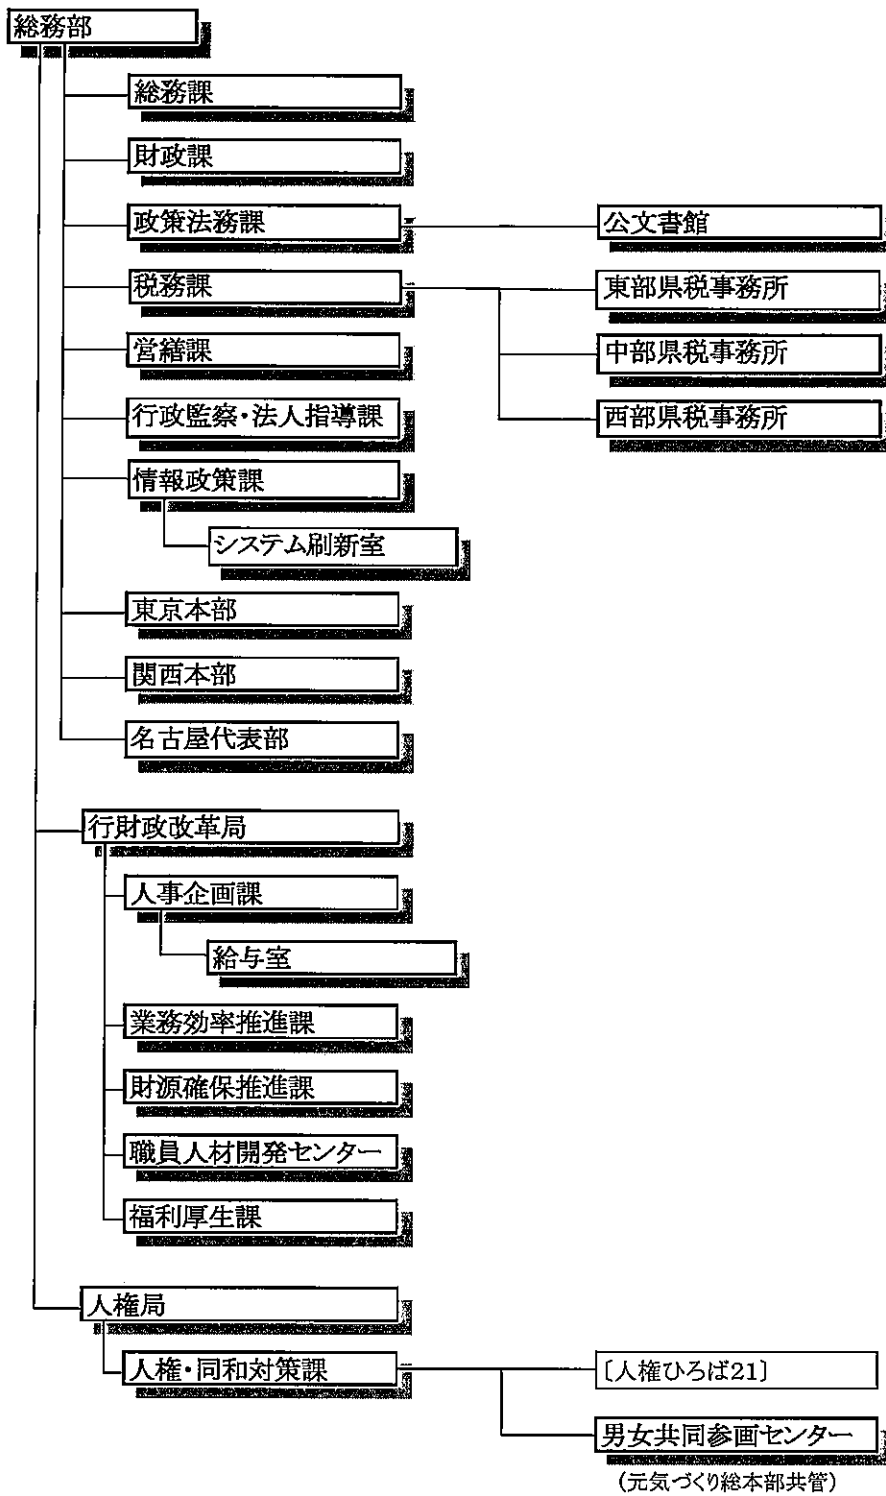 総務部
総務課
財政課
政策法務課
公文書館
税務課
東部県税事務所
営繕課
中部県税事務所
行政監察・法人指導課
西部県税事務所
情報政策課
システム刷新室
東京本部
関西本部
名古屋代表部
行財政改革局
人事企画課
給与室
業務効率推進課
財源確保推進課
職員人材開発センター
福利厚生課
人権局
人権・同和対策課
〔人権ひろば21〕
男女共同参画センター
(元気づくり総本部共管)